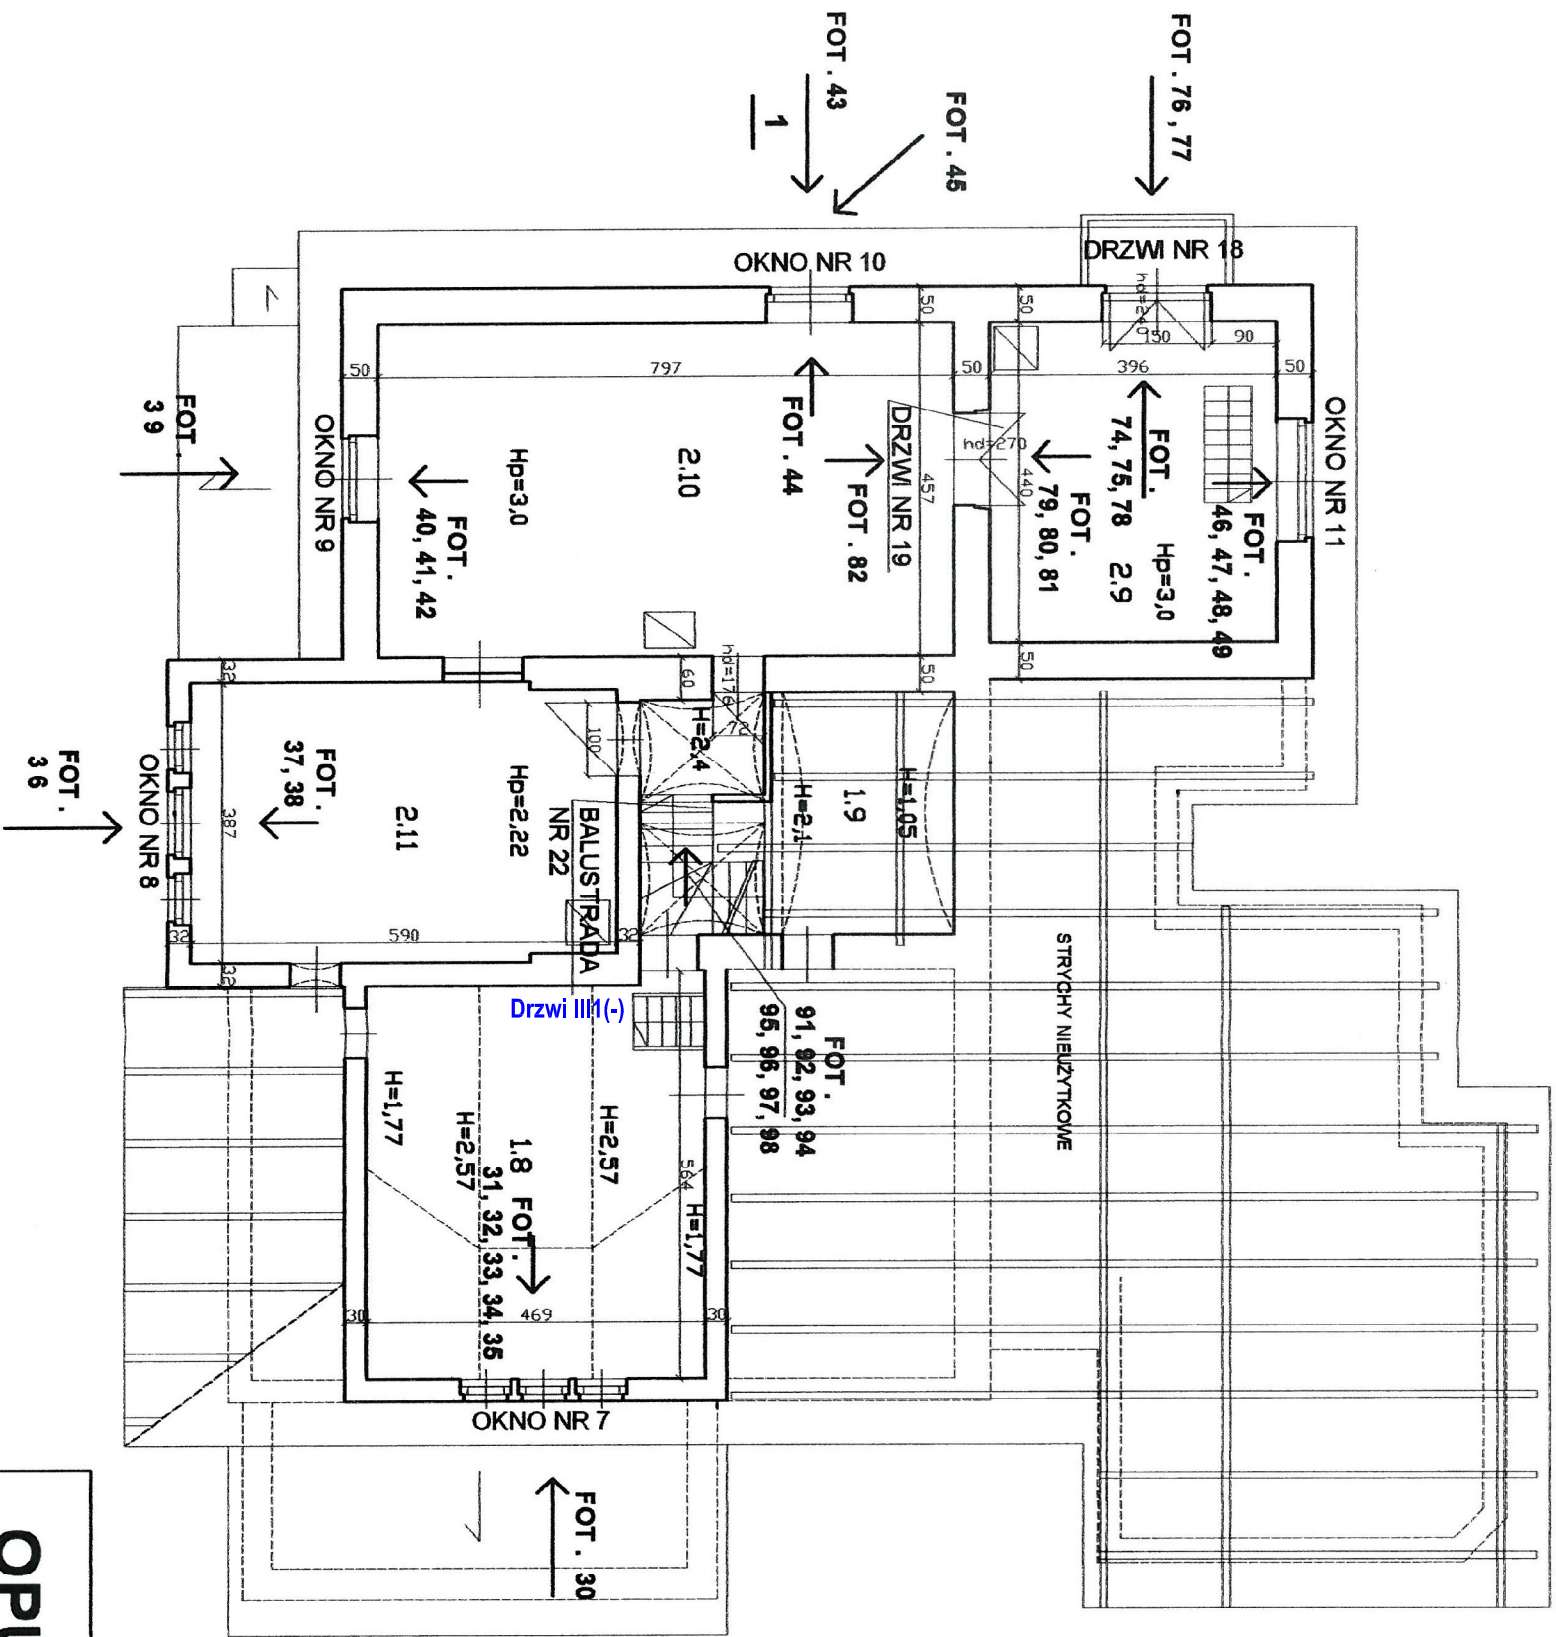 FOT . 43
1
FOT . 45
FOT . 76 , 77
OKNO NR 10
DRZWI NR 18
hd=240
150
90
50
50
50
797
50
396
50
OKNO NR 11
FOT .
39
OKNO NR 9
Hp=3,0
2.10
FOT . 44
FOT . 82
DRZWI NR 19
457
hd=270
440
FOT .
40, 41, 42
FOT .
79, 80, 81
FOT .
74, 75, 78
2.9
Hp=3,0
FOT .
46, 47, 48, 49
32
60
hd=176
72
50
50
100
H=2,4
H=2,1
1.9
H=1,05
FOT .
36
OKNO NR 8
387
FOT .
37, 38
2.11
Hp=2,22
BALUSTRADA
NR 22
32
590
32
32
Drzwi III1(-)
STRYCHY NIEUŻYTKOWE
FOT .
91, 92, 93, 94
95, 96, 97, 98
H=1,77
H=2,57
H=2,57
H=1,77
564
1.8
FOT .
31, 32, 33, 34, 35
30
469
30
OKNO NR 7
FOT . 30